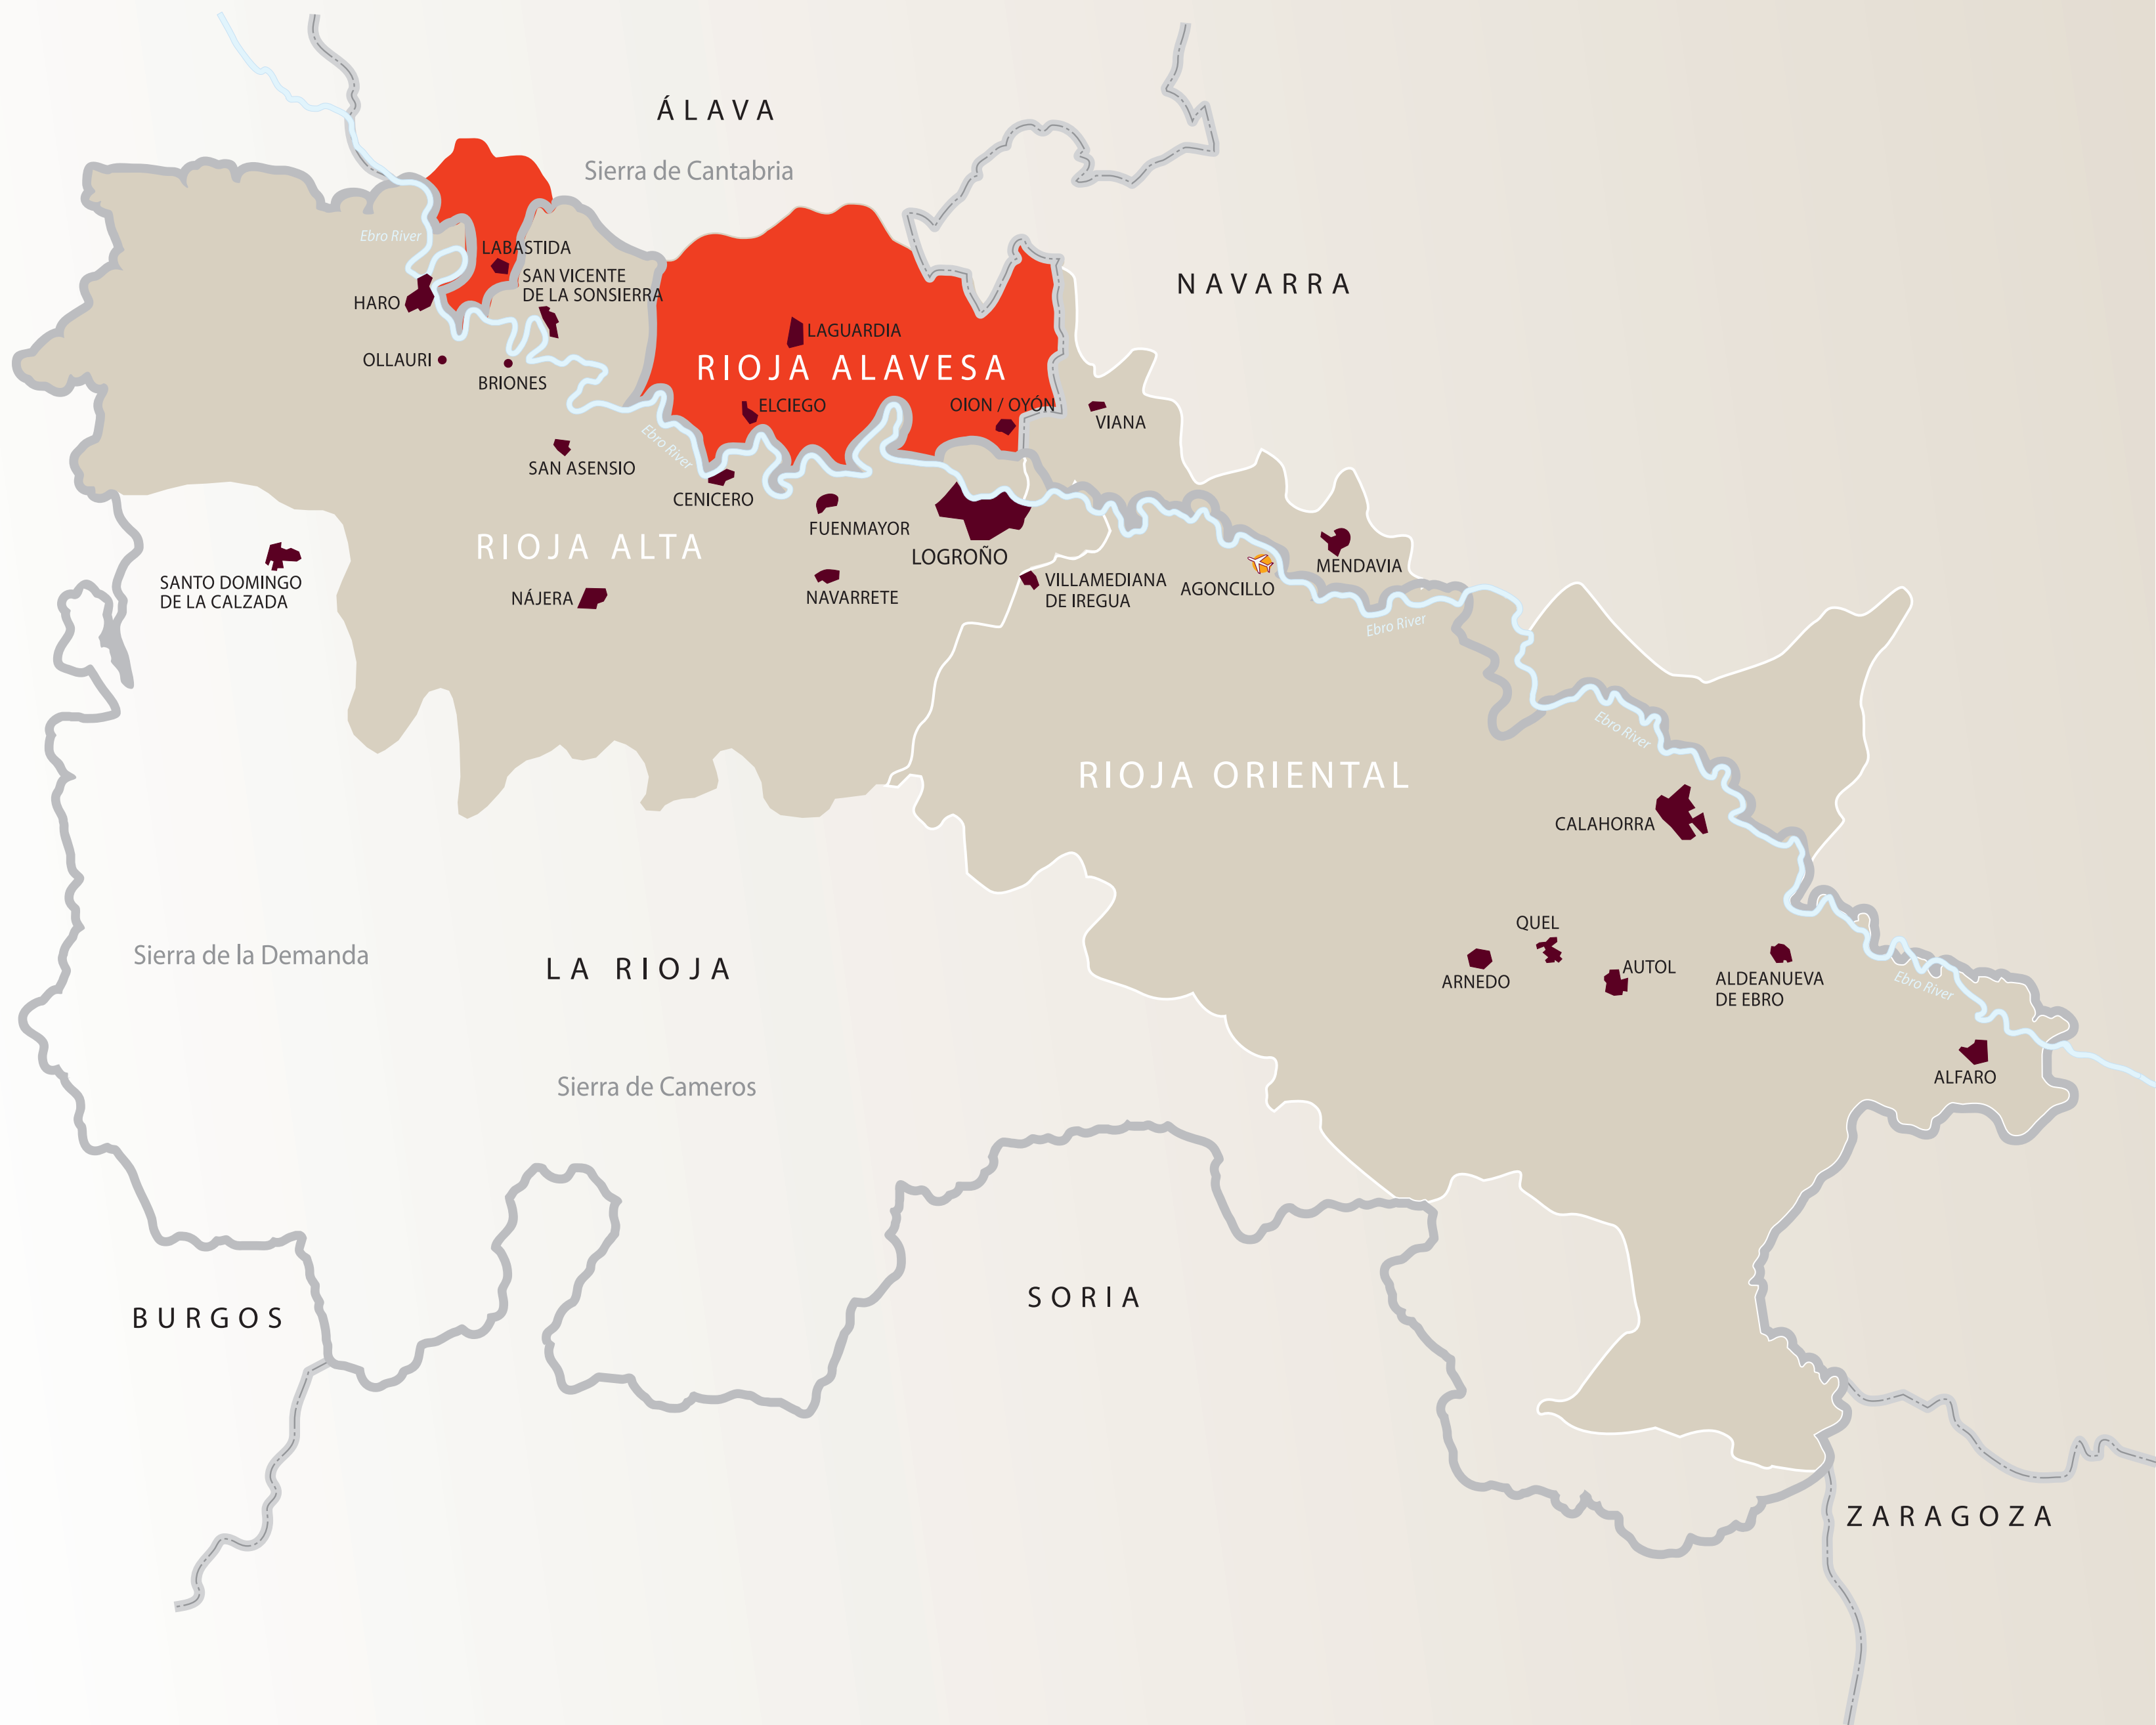 ÁLAVA
Sierra de Cantabria
Ebro River
LABASTIDA
SAN VICENTE
DE LA SONSIERRA
HARO
NAVARRA
LAGUARDIA
OLLAURI
BRIONES
RIOJA ALAVESA
ELCIEGO
OION / OYÓN
VIANA
Ebro River
SAN ASENSIO
CENICERO
FUENMAYOR
RIOJA ALTA
LOGROÑO
SANTO DOMINGO
DE LA CALZADA
NÁJERA
NAVARRETE
VILLAMEDIANA
DE IREGUA
AGONCILLO
MENDAVIA
Ebro River
Ebro River
RIOJA ORIENTAL
CALAHORRA
QUEL
ARNEDO
AUTOL
ALDEANUEVA
DE EBRO
Ebro River
ALFARO
Sierra de la Demanda
LA RIOJA
Sierra de Cameros
BURGOS
SORIA
ZARAGOZA